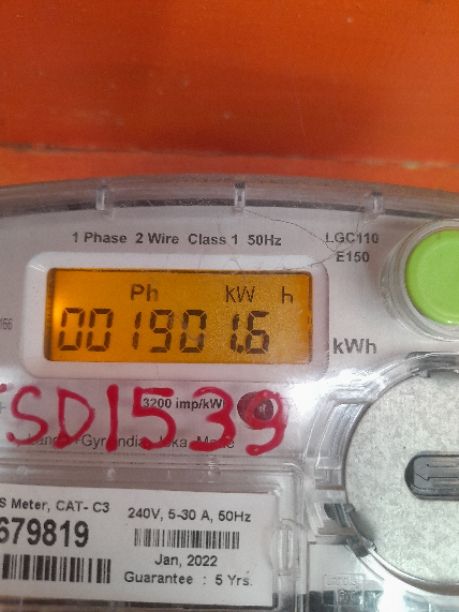 1 Phase 2 Wire Class 1 50Hz
LGC110
E150
Ph kW h
001901.6
kWh
3200 imp/kW
SD1539
S Meter, CAT- C3
679819
240V, 5-30 A, 50Hz
Jan, 2022
Guarantee : 5 Yrs.